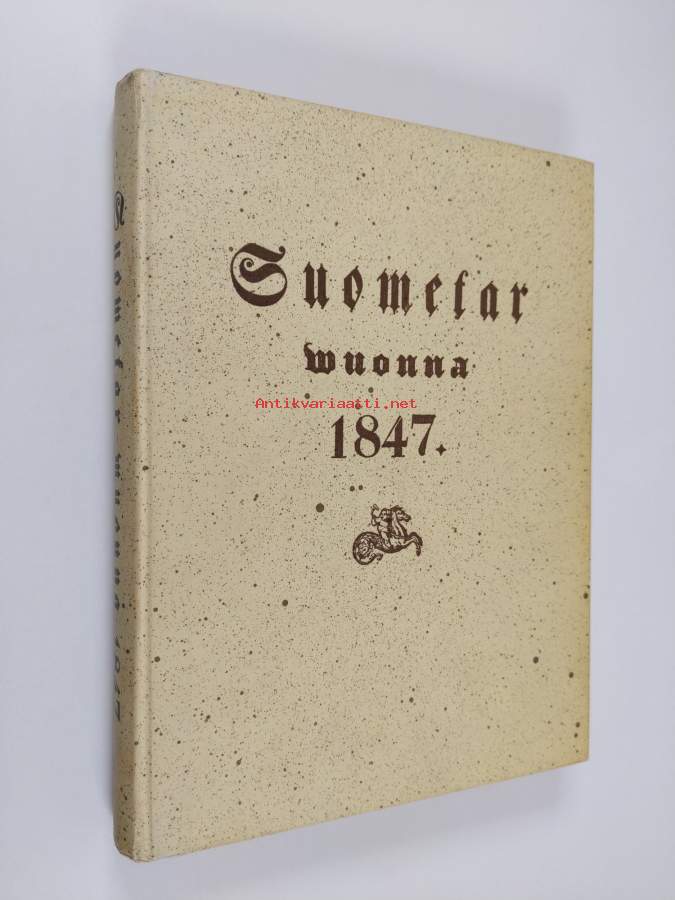 Suometar
wuonna
Antikvariaatti.net
1847.
Suometar wuonna 1847